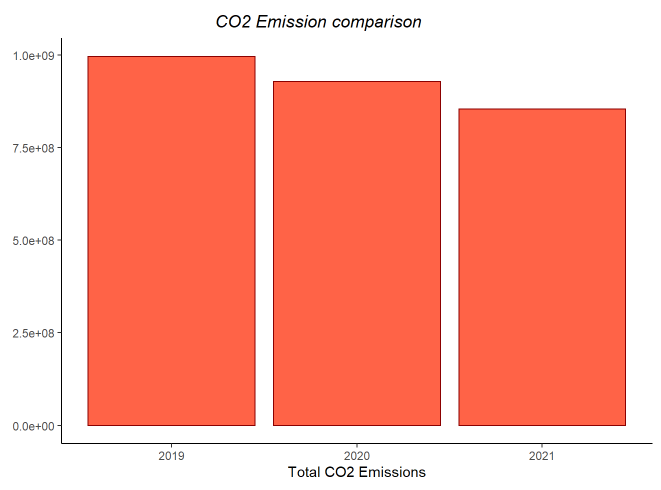 CO2 Emission comparison
1.0e+09
7.5e+08
5.0e+08
2.5e+08
0.0e+00
2019 2020 2021
Total CO2 Emissions